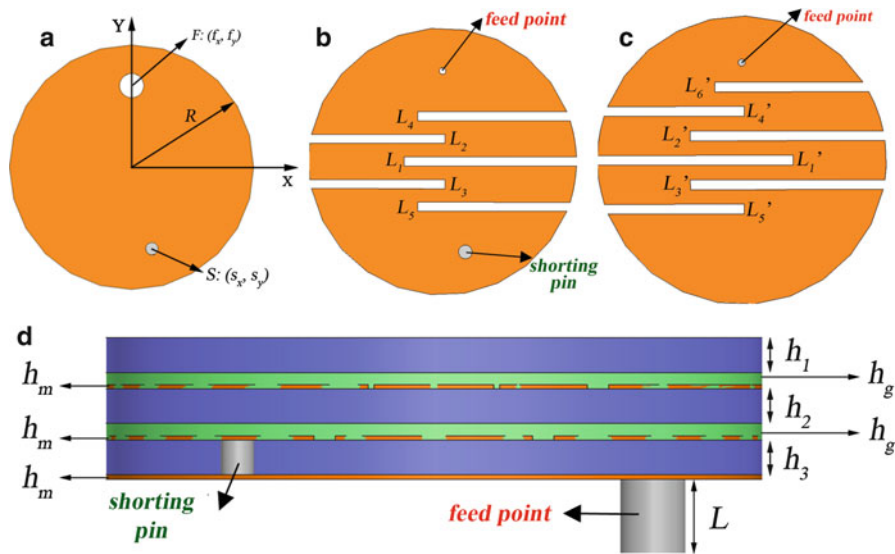 a
Y
F: (fx, fy)
R
X
S: (sx, sy)
b
feed point
L4
L2
L1
L3
L5
shorting
pin
c
feed point
L6'
L4'
L2'
L1'
L3'
L5'
d
hm
hm
hm
h1
hg
h2
hg
h3
shorting
pin
feed point
L